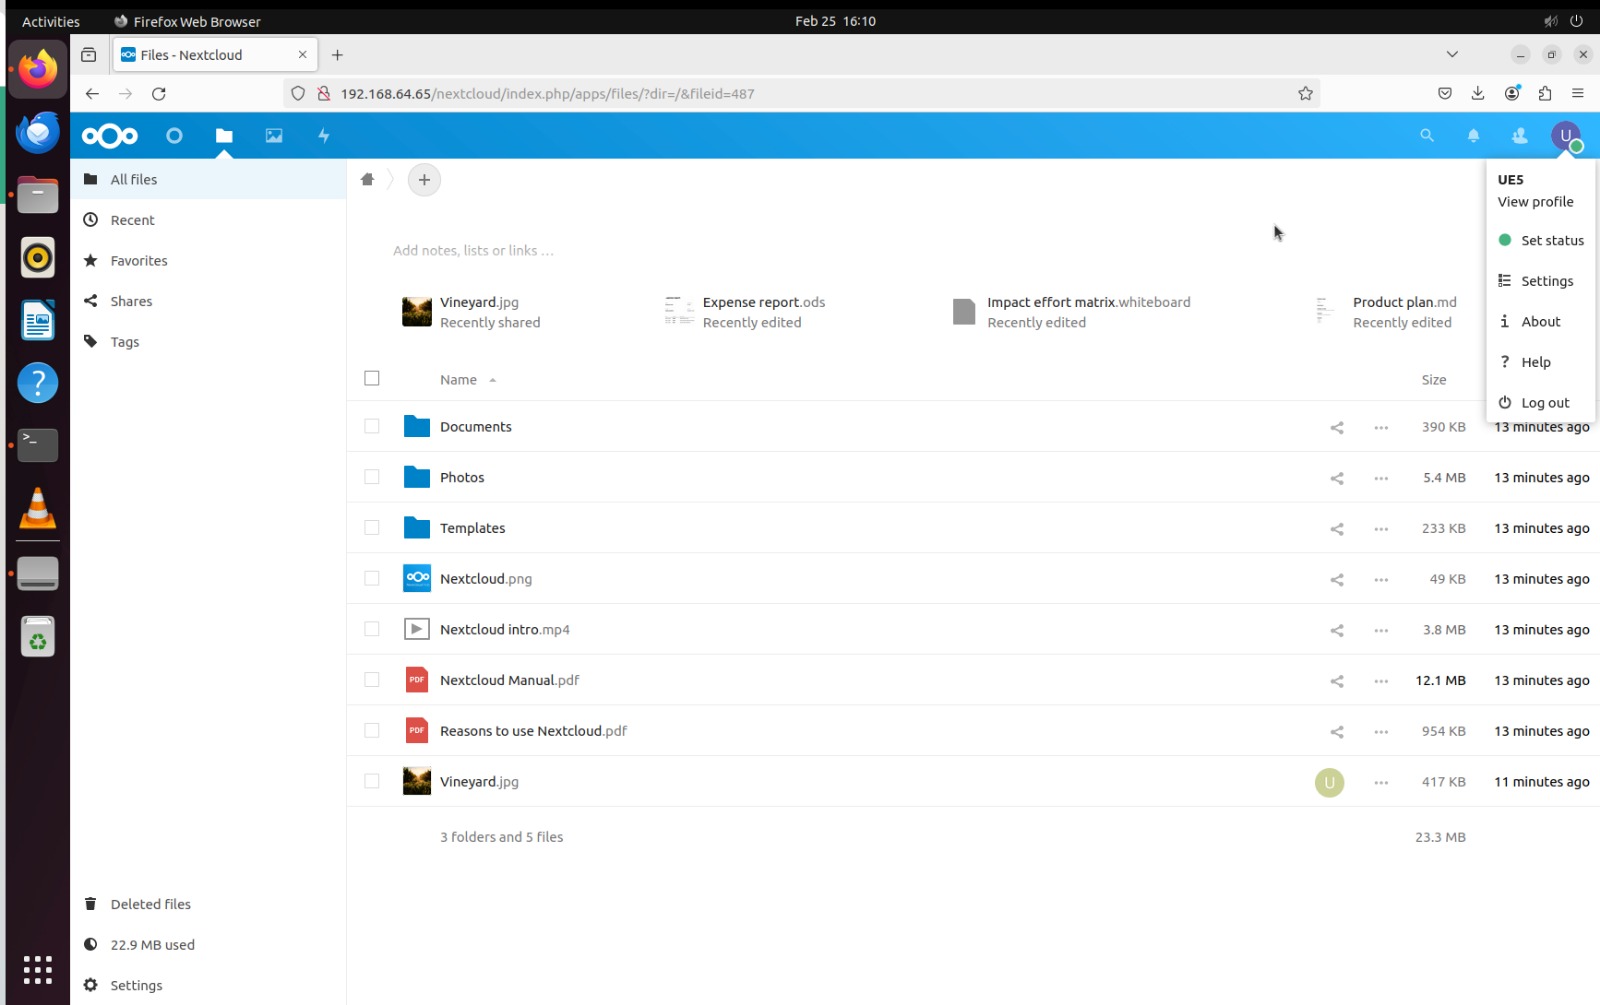 Activities
Firefox Web Browser
Feb 25 16:10
Files - Nextcloud
192.168.64.65/nextcloud/index.php/apps/files/?dir=/&fileid=487
U
UE5
View profile
Set status
Settings
About
Help
Log out
All files
Recent
Favorites
Shares
Tags
Add notes, lists or links ...
Vineyard.jpg
Recently shared
Expense report.ods
Recently edited
Impact effort matrix.whiteboard
Recently edited
Product plan.md
Recently edited
Name
Size
Documents
390 KB
13 minutes ago
Photos
5.4 MB
13 minutes ago
Templates
233 KB
13 minutes ago
Nextcloud.png
49 KB
13 minutes ago
Nextcloud intro.mp4
3.8 MB
13 minutes ago
PDF
Nextcloud Manual.pdf
12.1 MB
13 minutes ago
PDF
Reasons to use Nextcloud.pdf
954 KB
13 minutes ago
Vineyard.jpg
U
417 KB
11 minutes ago
3 folders and 5 files
23.3 MB
Deleted files
22.9 MB used
Settings